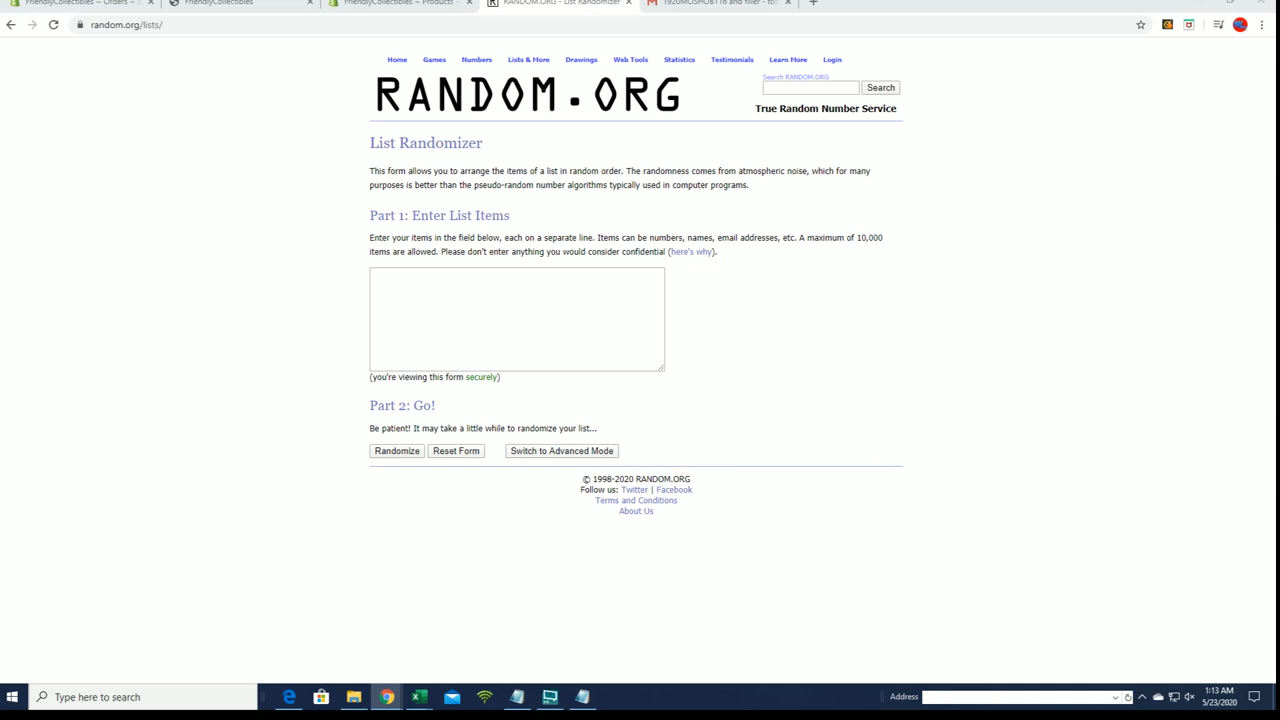 FriendlyCollectibles ~ Orders ~
FriendlyCollectibles
FriendlyCollectibles ~ Products ~
RANDOM.ORG - List Randomizer
random.org/lists/
Home Games Numbers Lists & More Drawings Web Tools Statistics Testimonials Learn More Login
RANDOM.ORG
Search RANDOM.ORG
Search
True Random Number Service
List Randomizer
This form allows you to arrange the items of a list in random order. The randomness comes from atmospheric noise, which for many
purposes is better than the pseudo-random number algorithms typically used in computer programs.
Part 1: Enter List Items
Enter your items in the field below, each on a separate line. Items can be numbers, names, email addresses, etc. A maximum of 10,000
items are allowed. Please don't enter anything you would consider confidential (here's why).
(you're viewing this form securely)
Part 2: Go!
Be patient! It may take a little while to randomize your list...
Randomize Reset Form Switch to Advanced Mode
© 1998-2020 RANDOM.ORG
Follow us: Twitter | Facebook
Terms and Conditions
About Us
Type here to search
Address
1:13 AM
5/23/2020